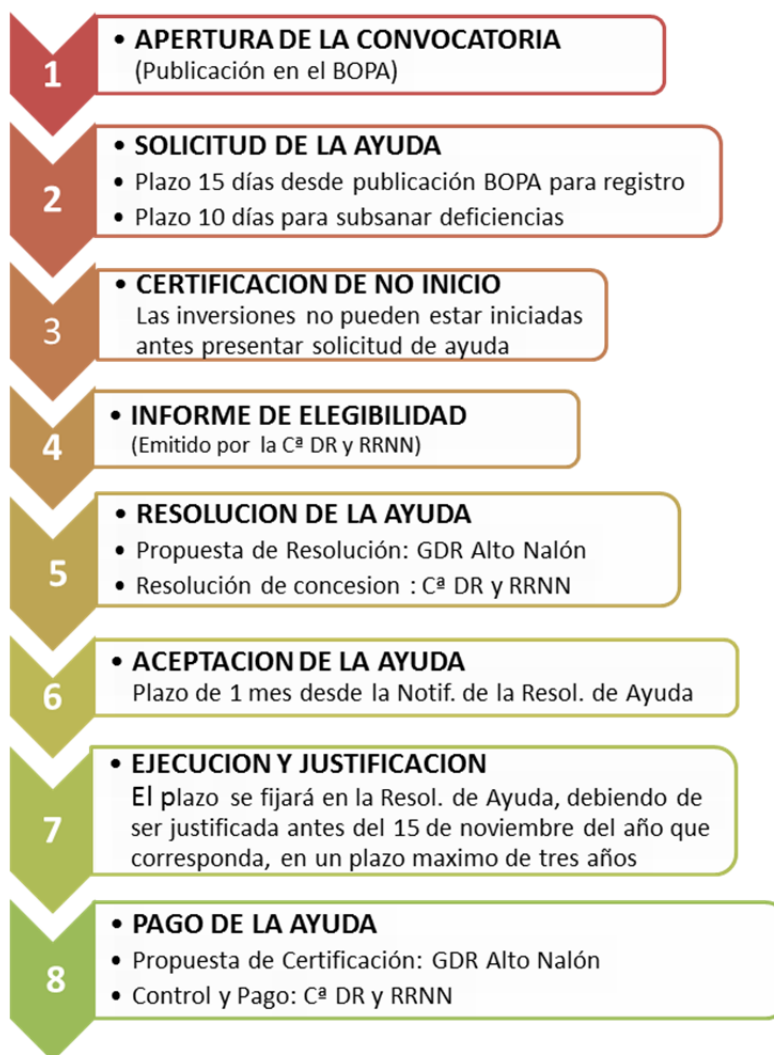 1
• APERTURA DE LA CONVOCATORIA
(Publicación en el BOPA)
2
• SOLICITUD DE LA AYUDA
• Plazo 15 días desde publicación BOPA para registro
• Plazo 10 días para subsanar deficiencias
3
• CERTIFICACION DE NO INICIO
Las inversiones no pueden estar iniciadas
antes presentar solicitud de ayuda
4
• INFORME DE ELEGIBILIDAD
(Emitido por la Cª DR y RRNN)
5
• RESOLUCION DE LA AYUDA
• Propuesta de Resolución: GDR Alto Nalón
• Resolución de concesion : Cª DR y RRNN
6
• ACEPTACION DE LA AYUDA
Plazo de 1 mes desde la Notif. de la Resol. de Ayuda
7
• EJECUCION Y JUSTIFICACION
El plazo se fijará en la Resol. de Ayuda, debiendo de
ser justificada antes del 15 de noviembre del año que
corresponda, en un plazo maximo de tres años
8
• PAGO DE LA AYUDA
• Propuesta de Certificación: GDR Alto Nalón
• Control y Pago: Cª DR y RRNN